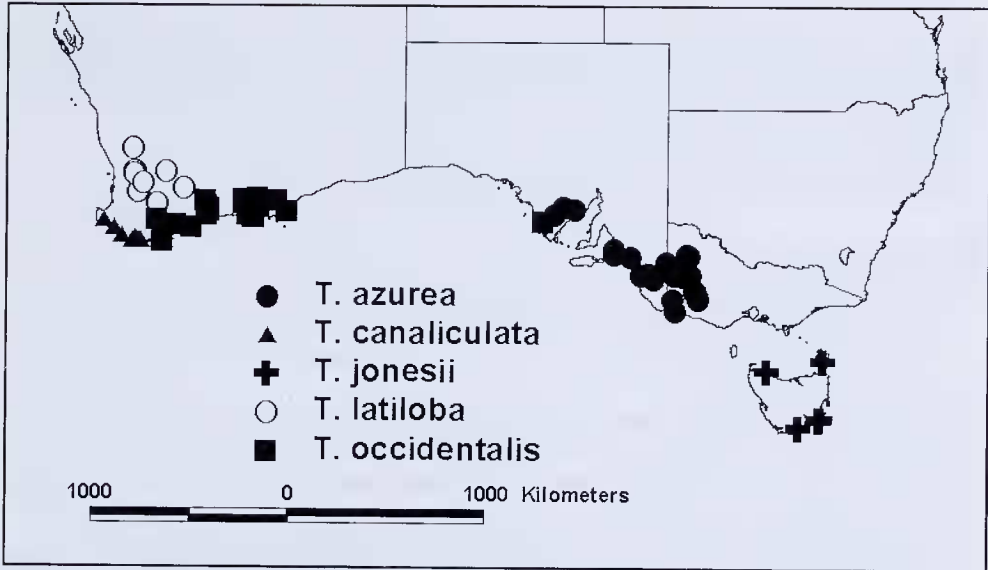 T. azurea
T. canaliculata
T. jonesii
T. latiloba
T. occidentalis
1000 0 1000 Kilometers